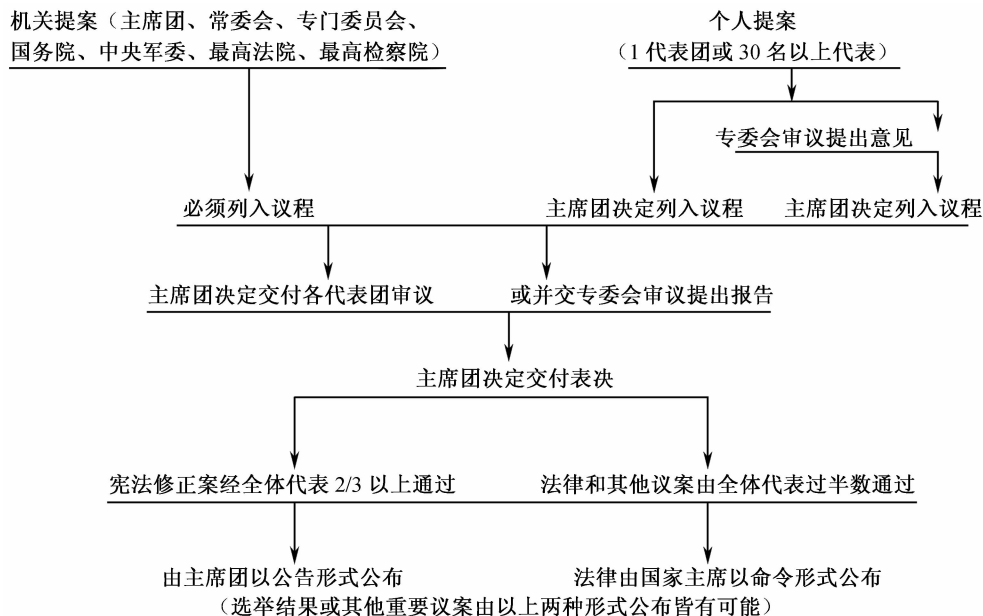 机关提案（主席团、常委会、专门委员会、
国务院、中央军委、最高法院、最高检察院）
个人提案
（1 代表团或 30 名以上代表）
专委会审议提出意见
必须列入议程
主席团决定列入议程
主席团决定列入议程
主席团决定交付各代表团审议
或并交专委会审议提出报告
主席团决定交付表决
宪法修正案经全体代表 2/3 以上通过
法律和其他议案由全体代表过半数通过
由主席团以公告形式公布
法律由国家主席以命令形式公布
（选举结果或其他重要议案由以上两种形式公布皆有可能）